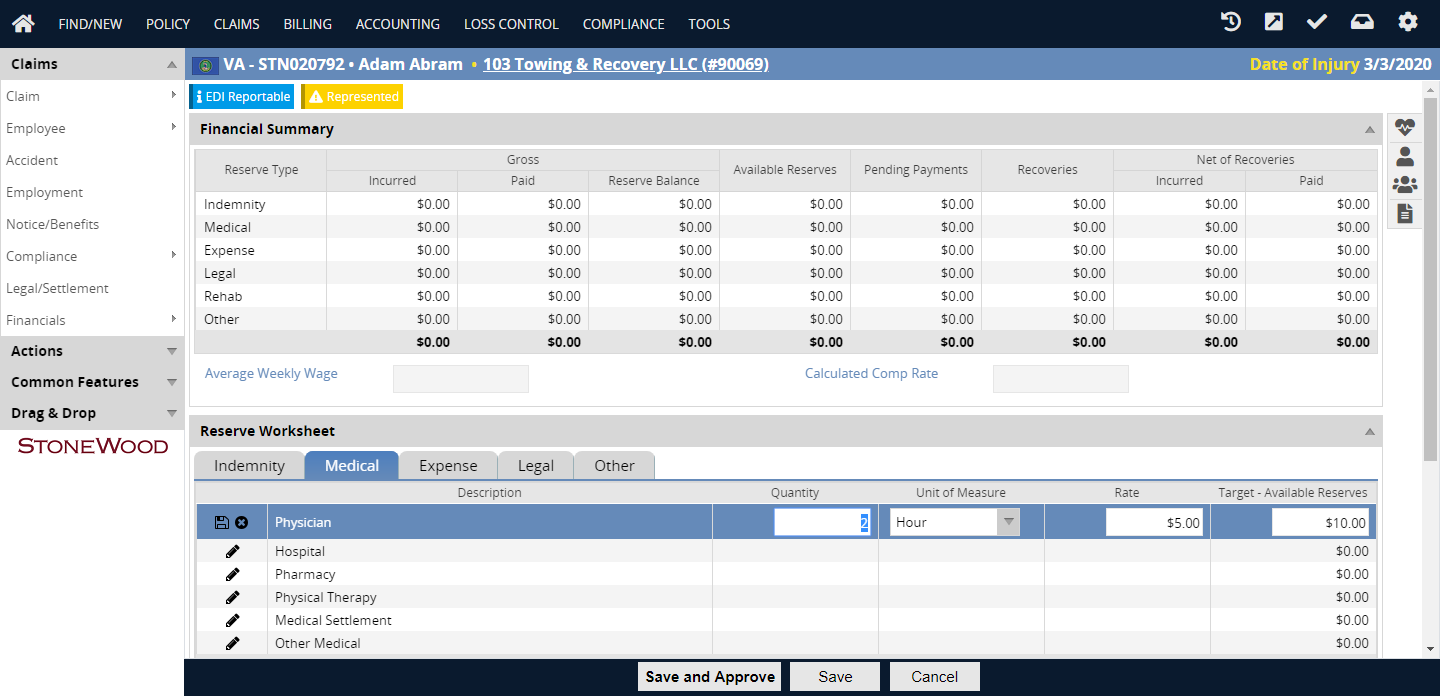 FIND/NEW POLICY CLAIMS BILLING ACCOUNTING LOSS CONTROL COMPLIANCE TOOLS
Claims
VA - STN020792 • Adam Abram • 103 Towing & Recovery LLC (#90069) Date of Injury 3/3/2020
Claim
Employee
Accident
Employment
Notice/Benefits
Compliance
Legal/Settlement
Financials
Actions
Common Features
Drag & Drop
STONEWOOD
EDI Reportable Represented
Financial Summary
Reserve Type Gross Available Reserves Pending Payments Recoveries Net of Recoveries
Incurred Paid Reserve Balance Incurred Paid
Indemnity $0.00 $0.00 $0.00 $0.00 $0.00 $0.00 $0.00 $0.00
Medical $0.00 $0.00 $0.00 $0.00 $0.00 $0.00 $0.00 $0.00
Expense $0.00 $0.00 $0.00 $0.00 $0.00 $0.00 $0.00 $0.00
Legal $0.00 $0.00 $0.00 $0.00 $0.00 $0.00 $0.00 $0.00
Rehab $0.00 $0.00 $0.00 $0.00 $0.00 $0.00 $0.00 $0.00
Other $0.00 $0.00 $0.00 $0.00 $0.00 $0.00 $0.00 $0.00
$0.00 $0.00 $0.00 $0.00 $0.00 $0.00 $0.00 $0.00
Average Weekly Wage Calculated Comp Rate
Reserve Worksheet
Indemnity Medical Expense Legal Other
Description Quantity Unit of Measure Rate Target - Available Reserves
Physician 2 Hour $5.00 $10.00
Hospital $0.00
Pharmacy $0.00
Physical Therapy $0.00
Medical Settlement $0.00
Other Medical $0.00
Save and Approve Save Cancel